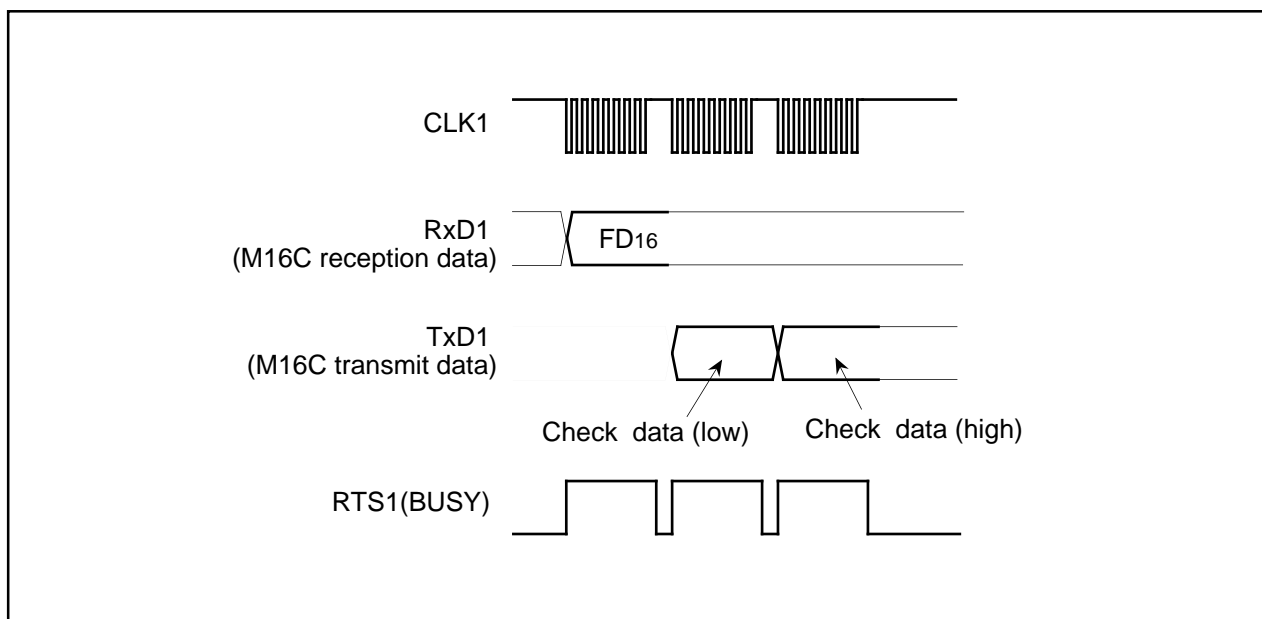 CLK1
RxD1
(M16C reception data)
FD16
TxD1
(M16C transmit data)
Check data (low)
Check data (high)
RTS1(BUSY)